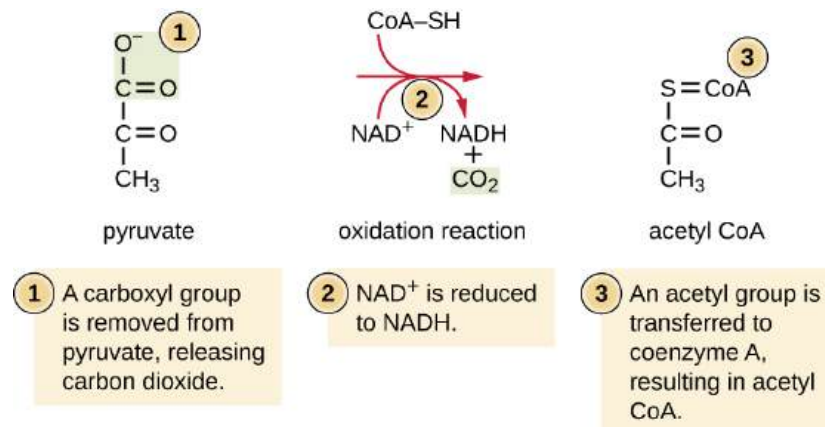 O⁻
1
C=O
C=O
CH₃
pyruvate
CoA–SH
2
NAD⁺
NADH
+
CO₂
oxidation reaction
3
S=CoA
C=O
CH₃
acetyl CoA
1 A carboxyl group
is removed from
pyruvate, releasing
carbon dioxide.
2 NAD⁺ is reduced
to NADH.
3 An acetyl group is
transferred to
coenzyme A,
resulting in acetyl
CoA.